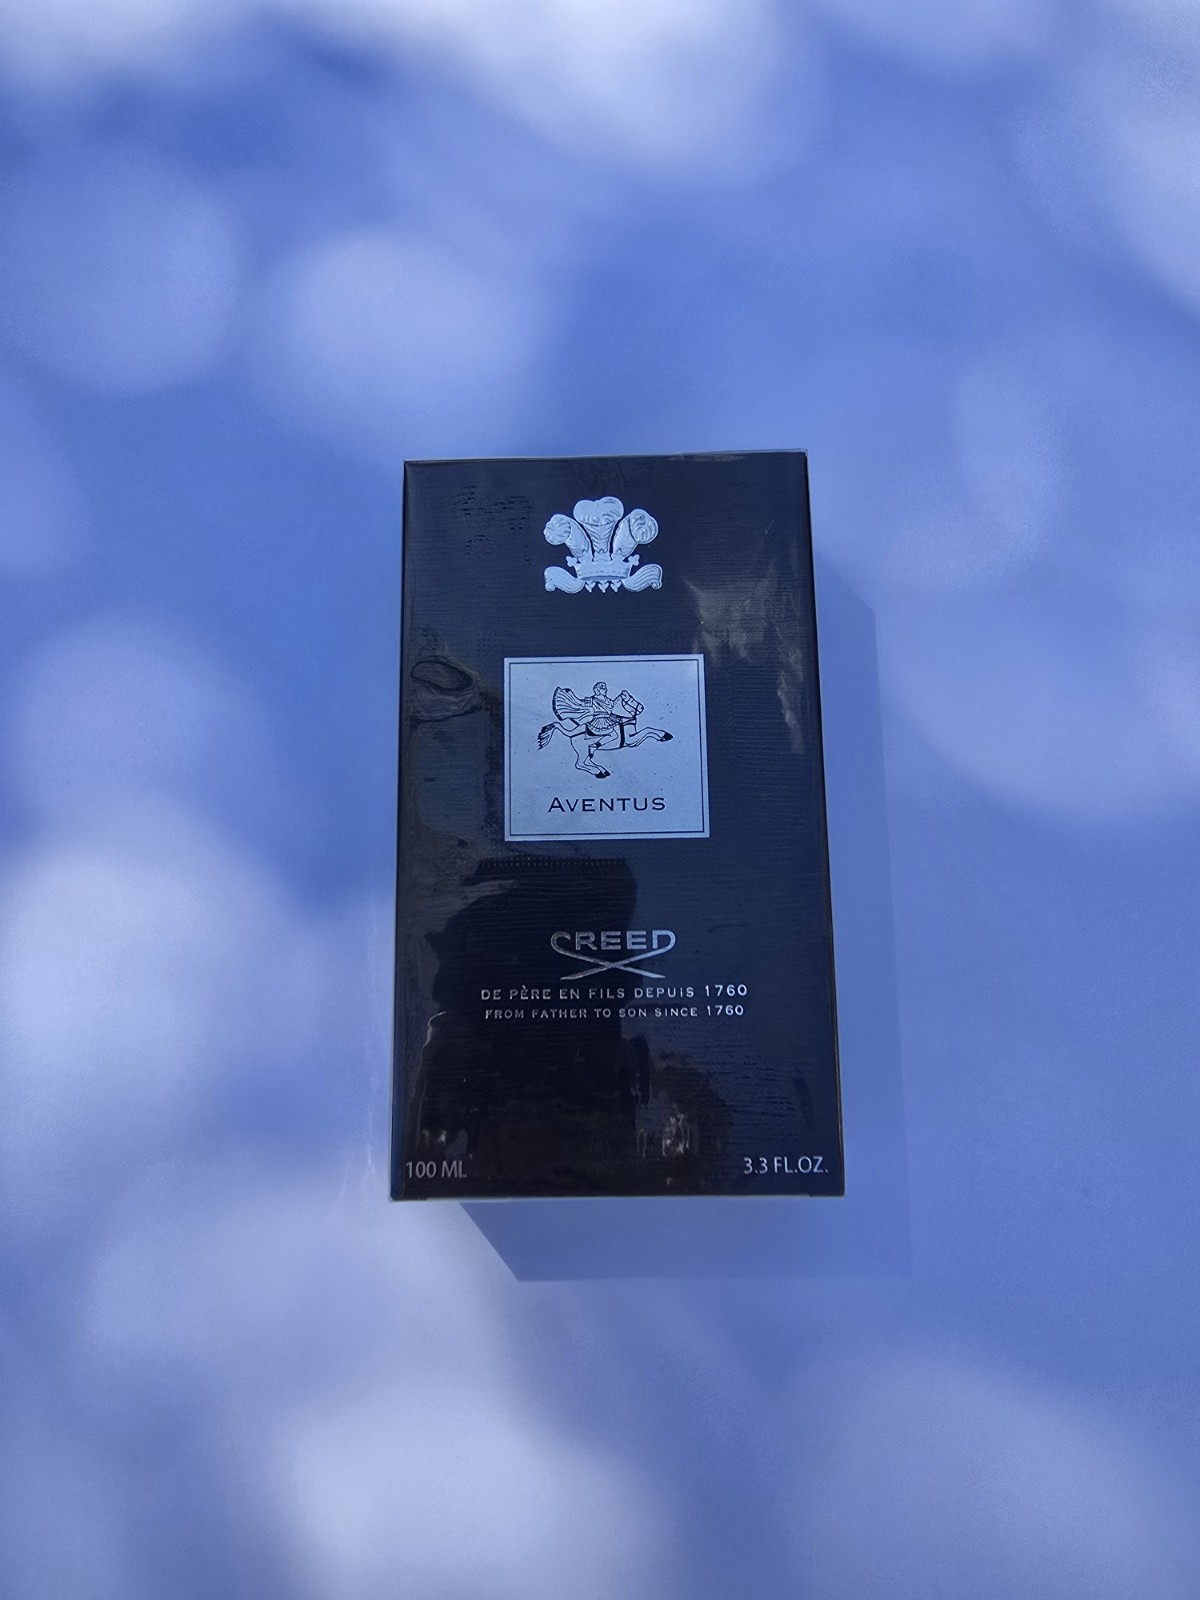 AVENTUS
CREED
DE PÈRE EN FILS DEPUiS 1760
FROM FATHER TO SON SINCE 1760
100 ML 3.3 FL.OZ.